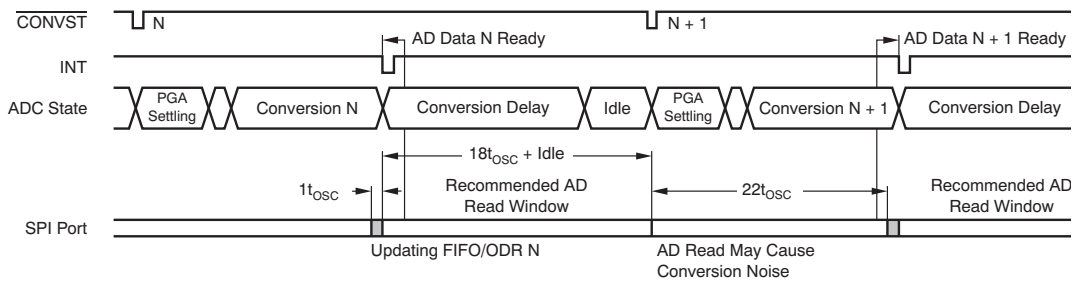 CONVST
N
N + 1
AD Data N Ready
AD Data N + 1 Ready
INT
ADC State
PGA
Settling
Conversion N
Conversion Delay
Idle
PGA
Settling
Conversion N + 1
Conversion Delay
18tOSC + Idle
1tOSC
Recommended AD
Read Window
22tOSC
Recommended AD
Read Window
SPI Port
Updating FIFO/ODR N
AD Read May Cause
Conversion Noise